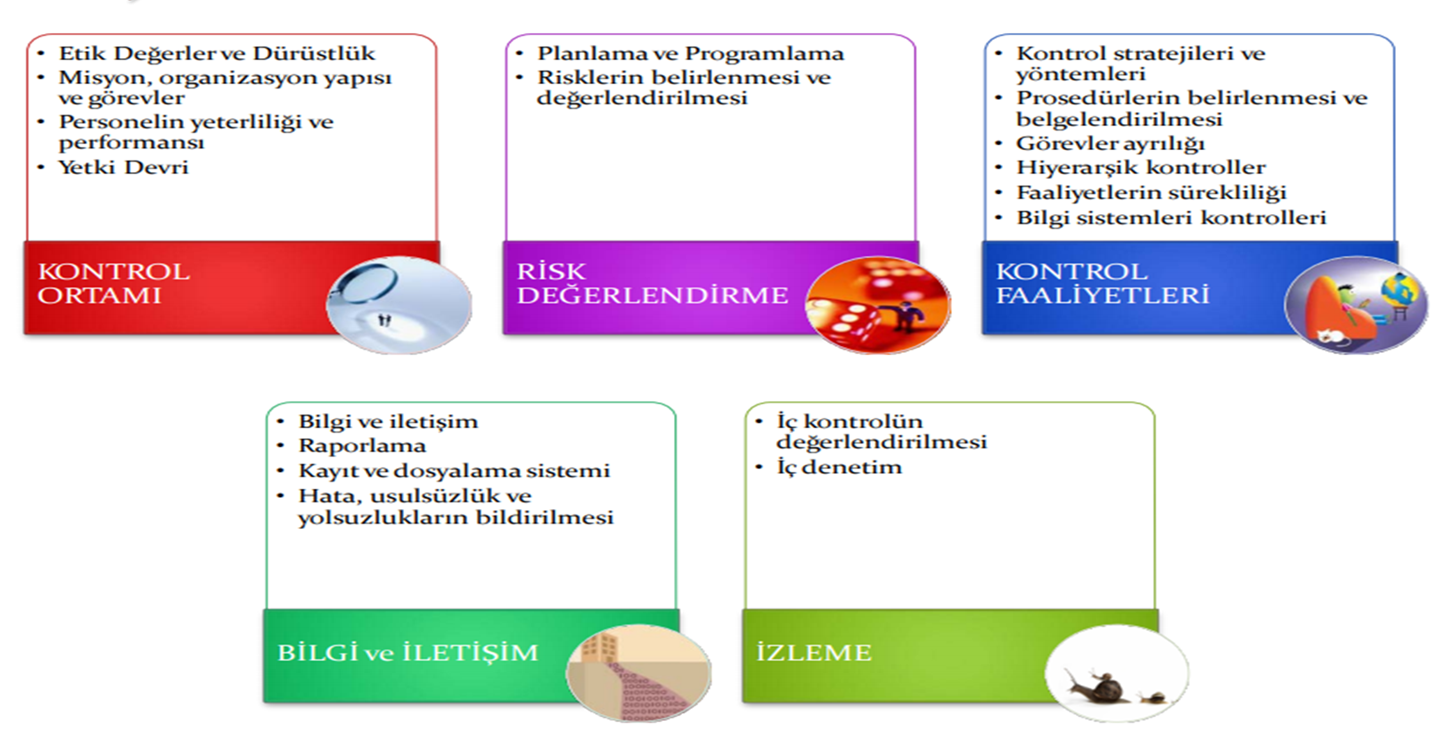 • Etik Değerler ve Dürüstlük
• Misyon, organizasyon yapısı
ve görevler
• Personelin yeterliliği ve
performansı
• Yetki Devri
KONTROL
ORTAMI
• Planlama ve Programlama
• Risklerin belirlenmesi ve
değerlendirilmesi
RİSK
DEĞERLENDİRME
• Kontrol stratejileri ve
yöntemleri
• Prosedürlerin belirlenmesi ve
belgelendirilmesi
• Görevler ayrılığı
• Hiyerarşik kontroller
• Faaliyetlerin sürekliliği
• Bilgi sistemleri kontrolleri
KONTROL
FAALİYETLERİ
• Bilgi ve iletişim
• Raporlama
• Kayıt ve dosyalama sistemi
• Hata, usulsüzlük ve
yolsuzlukların bildirilmesi
BİLGİ ve İLETİŞİM
• İç kontrolün
değerlendirilmesi
• İç denetim
İZLEME